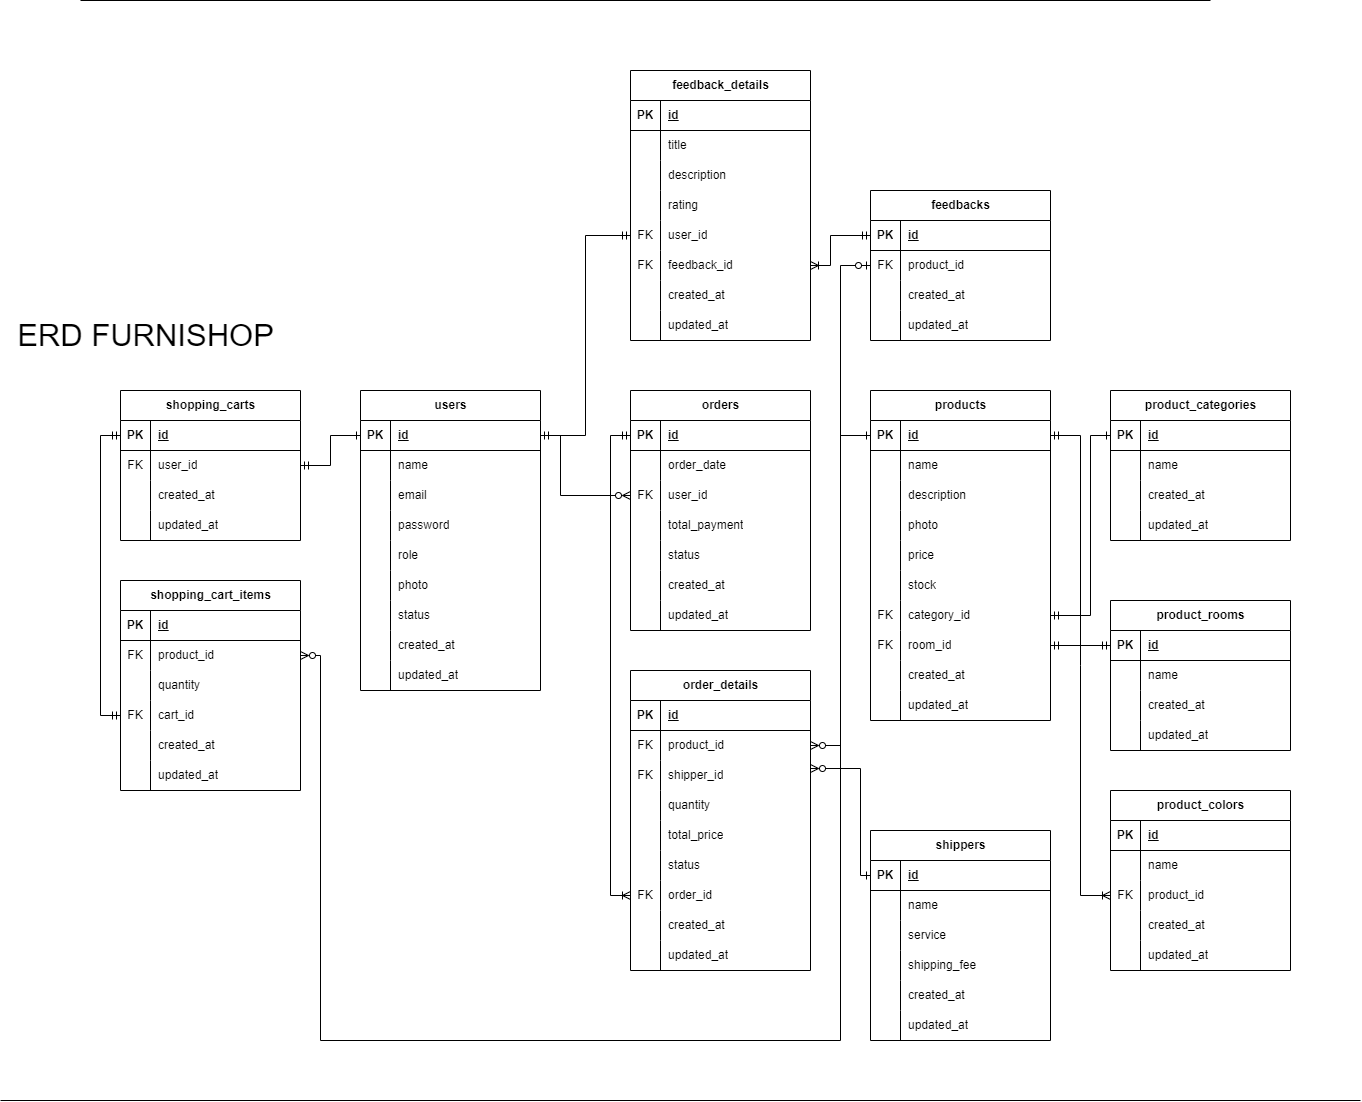 feedback_details
PK id
title
description
rating
FK user_id
FK feedback_id
created_at
updated_at
feedbacks
PK id
FK product_id
created_at
updated_at
ERD FURNISHOP
shopping_carts
PK id
FK user_id
created_at
updated_at
users
PK id
name
email
password
role
photo
status
created_at
updated_at
orders
PK id
order_date
FK user_id
total_payment
status
created_at
updated_at
products
PK id
name
description
photo
price
stock
FK category_id
FK room_id
created_at
updated_at
product_categories
PK id
name
created_at
updated_at
shopping_cart_items
PK id
FK product_id
quantity
FK cart_id
created_at
updated_at
order_details
PK id
FK product_id
FK shipper_id
quantity
total_price
status
FK order_id
created_at
updated_at
product_rooms
PK id
name
created_at
updated_at
shippers
PK id
name
service
shipping_fee
created_at
updated_at
product_colors
PK id
name
FK product_id
created_at
updated_at